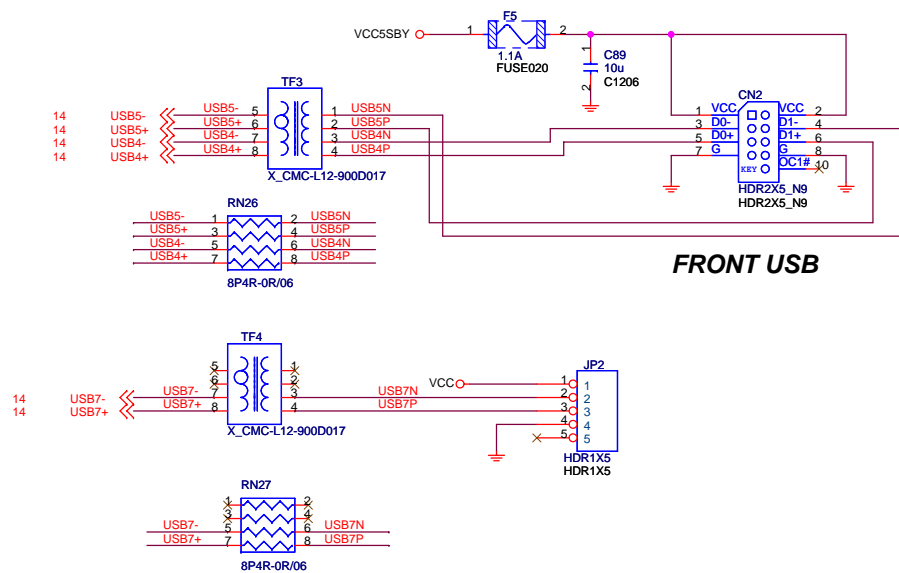 F5
VCC5SBY 1 2
1.1A
FUSE020
1 C89
10u
2 C1206
TF3
CN2
14 USB5- USB5- 5 1 USB5N
14 USB5+ USB5+ 6 2 USB5P
14 USB4- USB4- 7 3 USB4N
14 USB4+ USB4+ 8 4 USB4P
X_CMC-L12-900D017
1 VCC VCC 2
3 D0- D1- 4
5 D0+ D1+ 6
7 G G 8
KEY OC1# 10
HDR2X5_N9
HDR2X5_N9
RN26
USB5- 1 2 USB5N
USB5+ 3 4 USB5P
USB4- 5 6 USB4N
USB4+ 7 8 USB4P
8P4R-0R/06
FRONT USB
TF4
5 1
6 2
14 USB7- USB7- 7 3 USB7N
14 USB7+ USB7+ 8 4 USB7P
X_CMC-L12-900D017
JP2
VCC 1 1
2 2
3 3
4 4
5 5
HDR1X5
HDR1X5
RN27
1 2
3 4
USB7- 5 6 USB7N
USB7+ 7 8 USB7P
8P4R-0R/06